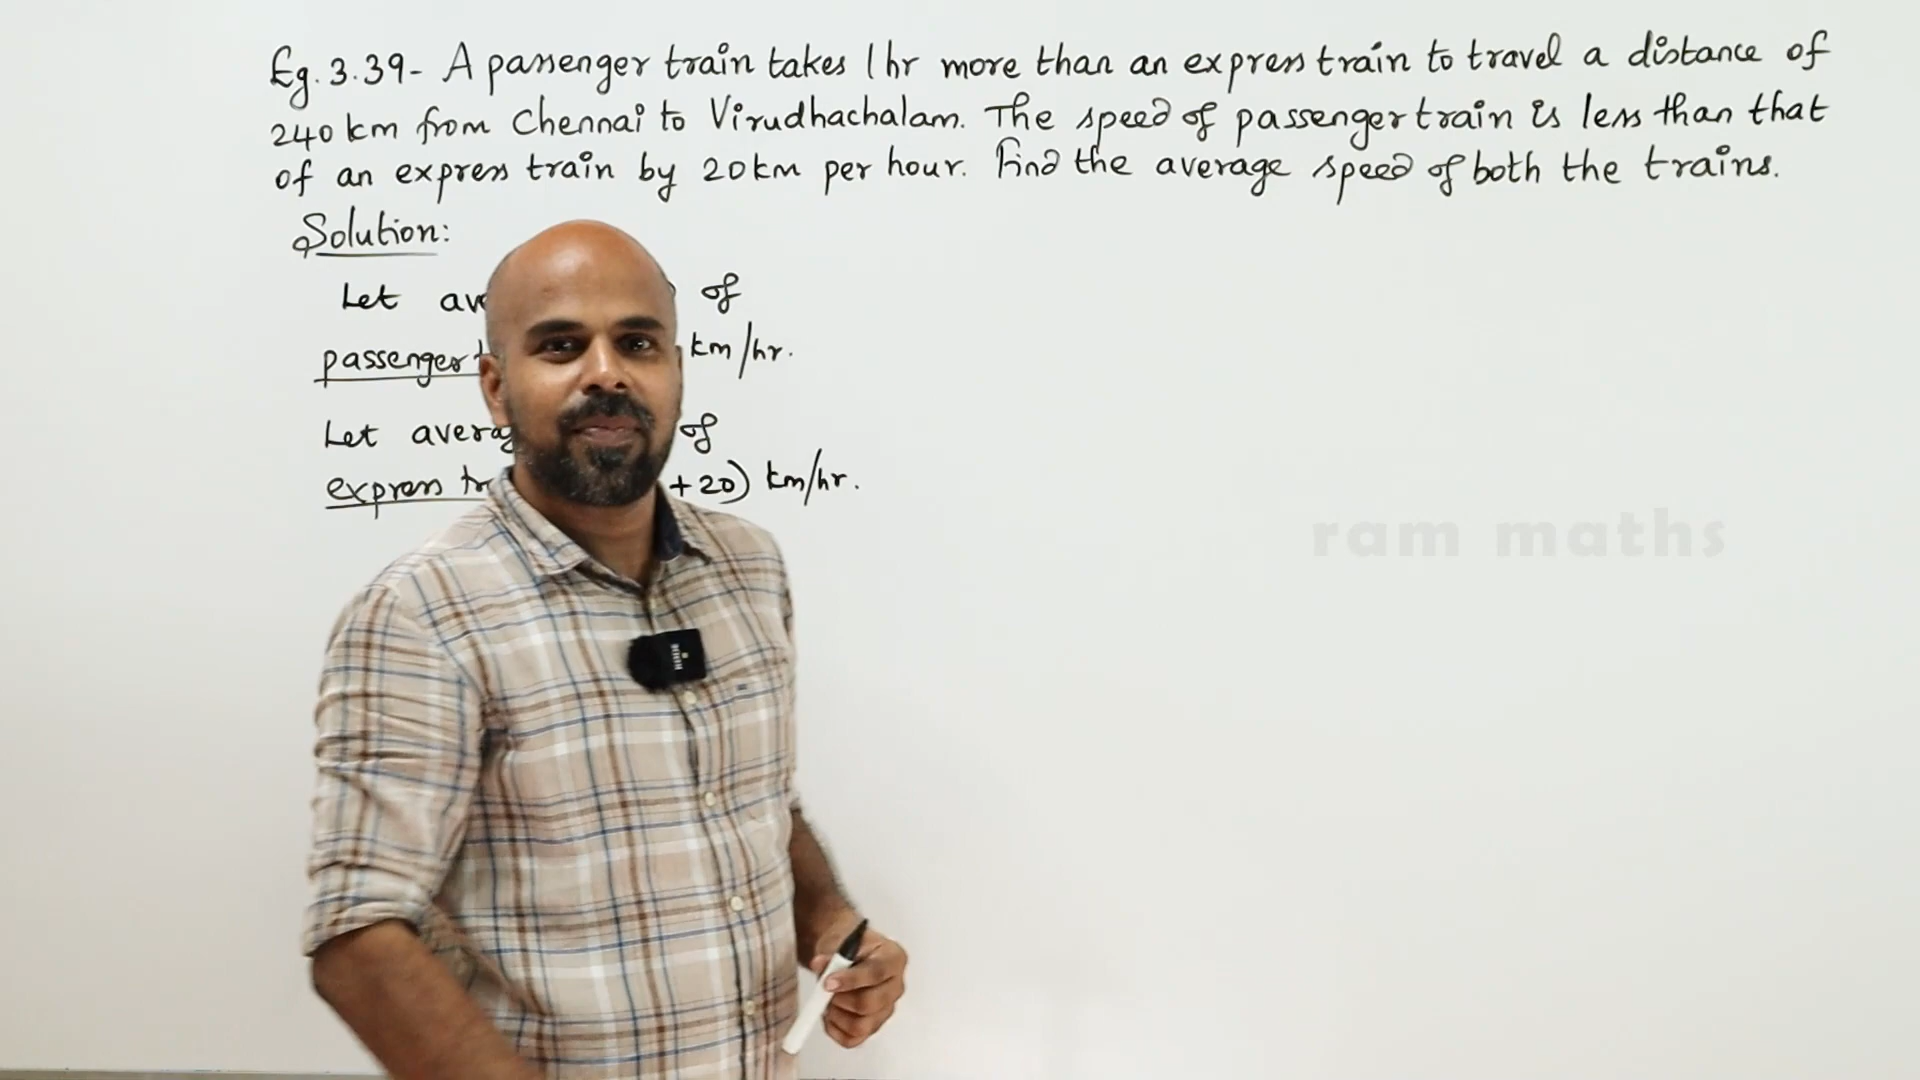 Eg. 3.39- A passenger train takes 1 hr more than an express train to travel a distance of
240 km from Chennai to Virudhachalam. The speed of passenger train is less than that
of an express train by 20 km per hour. Find the average speed of both the trains.
Solution:
Let of
passenger km/hr.
Let of
express +20) km/hr.
ram maths